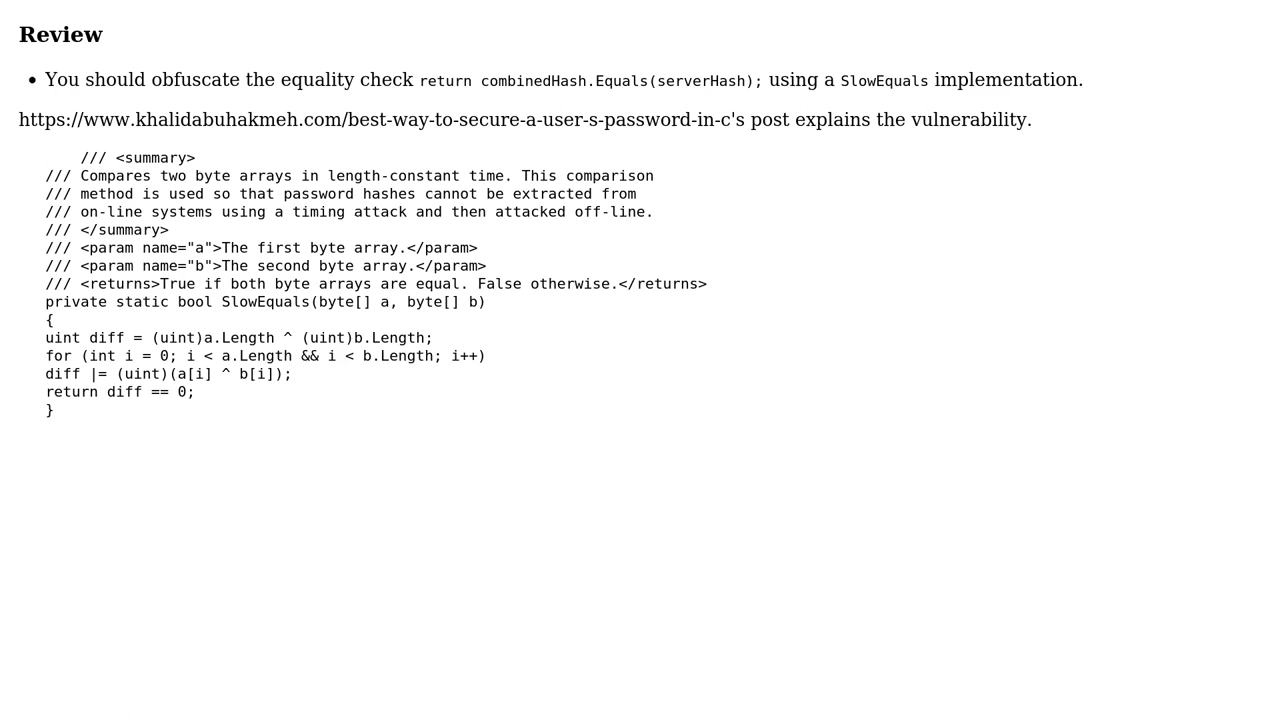 Review
• You should obfuscate the equality check return combinedHash.Equals(serverHash); using a SlowEquals implementation.
https://www.khalidabuhakmeh.com/best-way-to-secure-a-user-s-password-in-c's post explains the vulnerability.
    /// <summary>
/// Compares two byte arrays in length-constant time. This comparison
/// method is used so that password hashes cannot be extracted from
/// on-line systems using a timing attack and then attacked off-line.
/// </summary>
/// <param name="a">The first byte array.</param>
/// <param name="b">The second byte array.</param>
/// <returns>True if both byte arrays are equal. False otherwise.</returns>
private static bool SlowEquals(byte[] a, byte[] b)
{
uint diff = (uint)a.Length ^ (uint)b.Length;
for (int i = 0; i < a.Length && i < b.Length; i++)
diff |= (uint)(a[i] ^ b[i]);
return diff == 0;
}